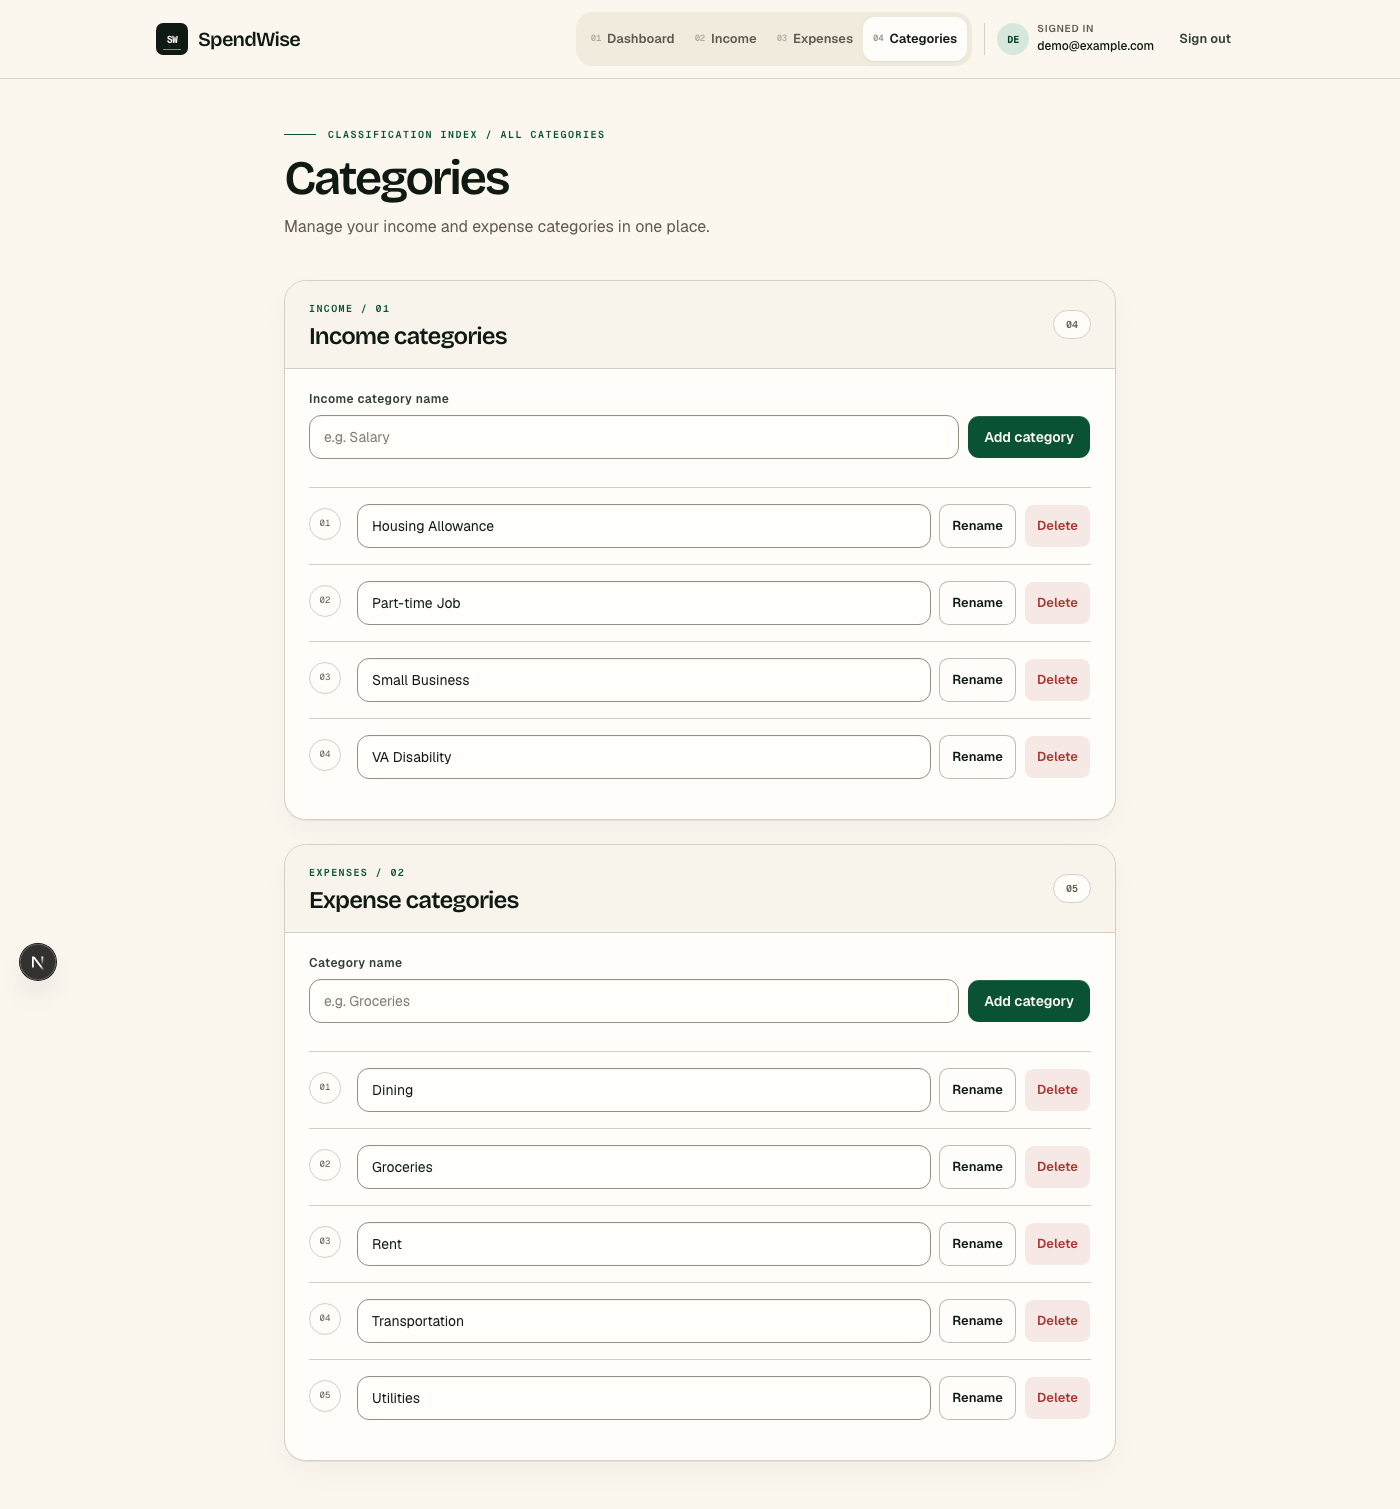 SW
SpendWise
01 Dashboard
02 Income
03 Expenses
04 Categories
DE
SIGNED IN
demo@example.com
Sign out
CLASSIFICATION INDEX / ALL CATEGORIES
Categories
Manage your income and expense categories in one place.
INCOME / 01
Income categories
04
Income category name
e.g. Salary
Add category
01 Housing Allowance Rename Delete
02 Part-time Job Rename Delete
03 Small Business Rename Delete
04 VA Disability Rename Delete
EXPENSES / 02
Expense categories
05
Category name
e.g. Groceries
Add category
01 Dining Rename Delete
02 Groceries Rename Delete
03 Rent Rename Delete
04 Transportation Rename Delete
05 Utilities Rename Delete
N